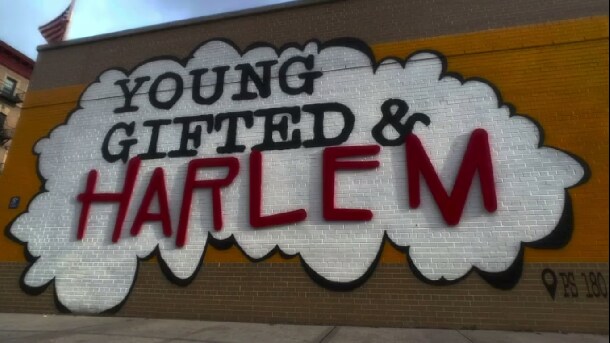 YOUNG
GIFTED &
HARLEM
PS 180